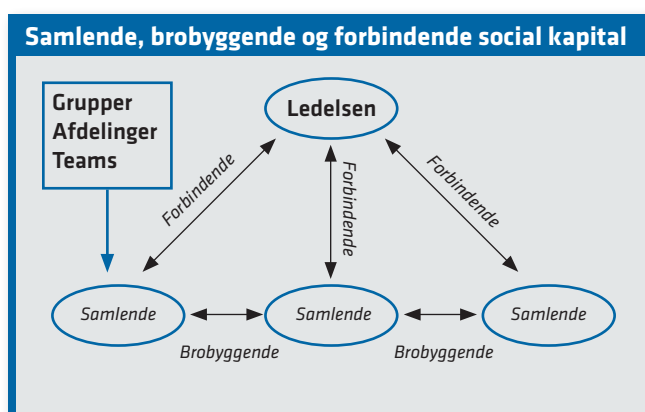 Samlende, brobyggende og forbindende social kapital
Grupper
Afdelinger
Teams
Ledelsen
Forbindende
Forbindende
Forbindende
Samlende
Samlende
Samlende
Brobyggende
Brobyggende